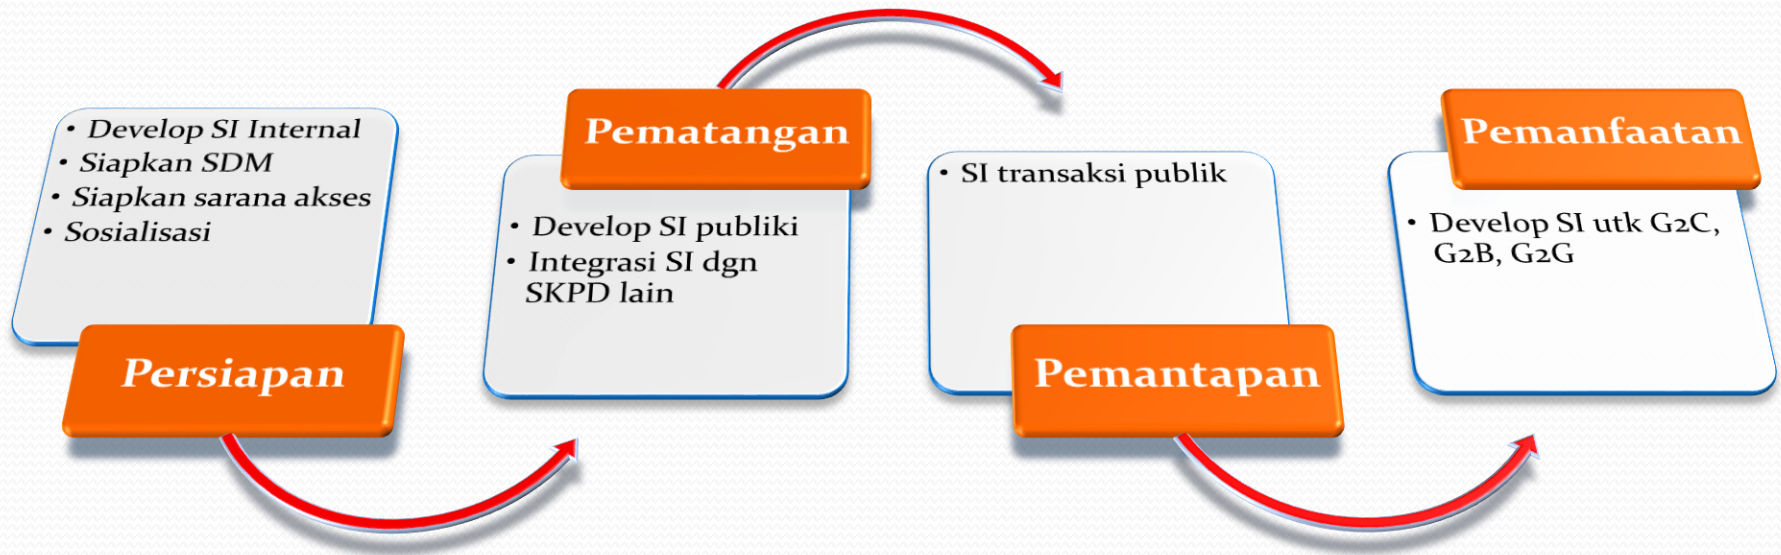 • Develop SI Internal
• Siapkan SDM
• Siapkan sarana akses
• Sosialisasi
Persiapan
Pematangan
• Develop SI publiki
• Integrasi SI dgn
SKPD lain
• SI transaksi publik
Pemantapan
Pemanfaatan
• Develop SI utk G2C,
G2B, G2G